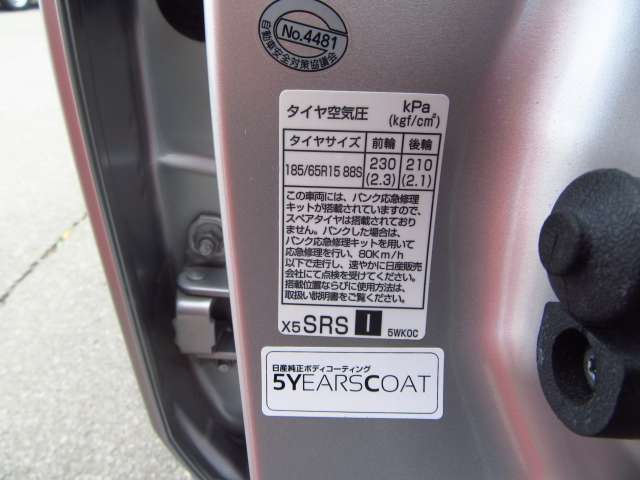 No.4481
自動車安全対策協議会
タイヤ空気圧 kPa
(kgf/c㎡)
タイヤサイズ 前輪 後輪
185/65R15 88S 230 210
(2.3) (2.1)
この車両には、パンク応急修理
キットが搭載されていますので、
スペアタイヤは搭載されており
ません。パンクした場合は、
パンク応急修理キットを用いて
応急修理を行い、80Km/h
以下で走行し、速やかに日産販売
会社にて点検を受けてください。
搭載位置ならびに使用方法は、
取扱い説明書をご覧ください。
X5 SRS I 5WK0C
日産純正ボディコーティング
5YEARSCOAT